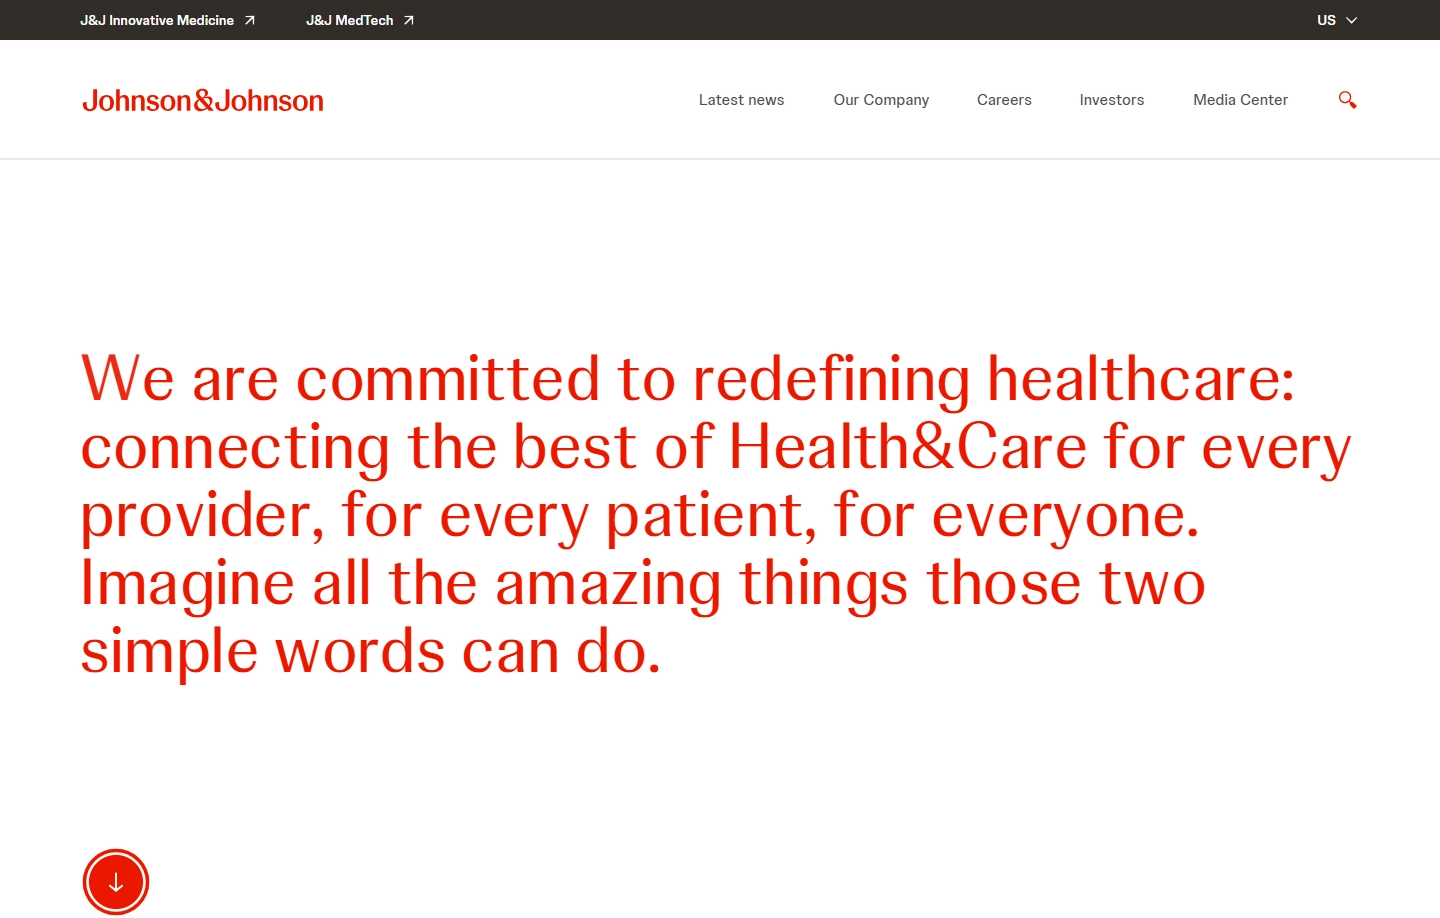 J&J Innovative Medicine
J&J MedTech
US
Johnson&Johnson
Latest news
Our Company
Careers
Investors
Media Center
We are committed to redefining healthcare:
connecting the best of Health&Care for every
provider, for every patient, for everyone.
Imagine all the amazing things those two
simple words can do.